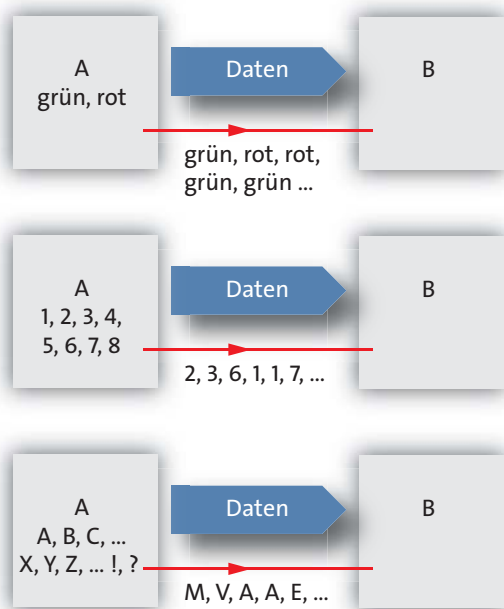 A
grün, rot
Daten
B
grün, rot, rot,
grün, grün ...
A
1, 2, 3, 4,
5, 6, 7, 8
Daten
B
2, 3, 6, 1, 1, 7, ...
A
A, B, C, ...
X, Y, Z, ... !, ?
Daten
B
M, V, A, A, E, ...